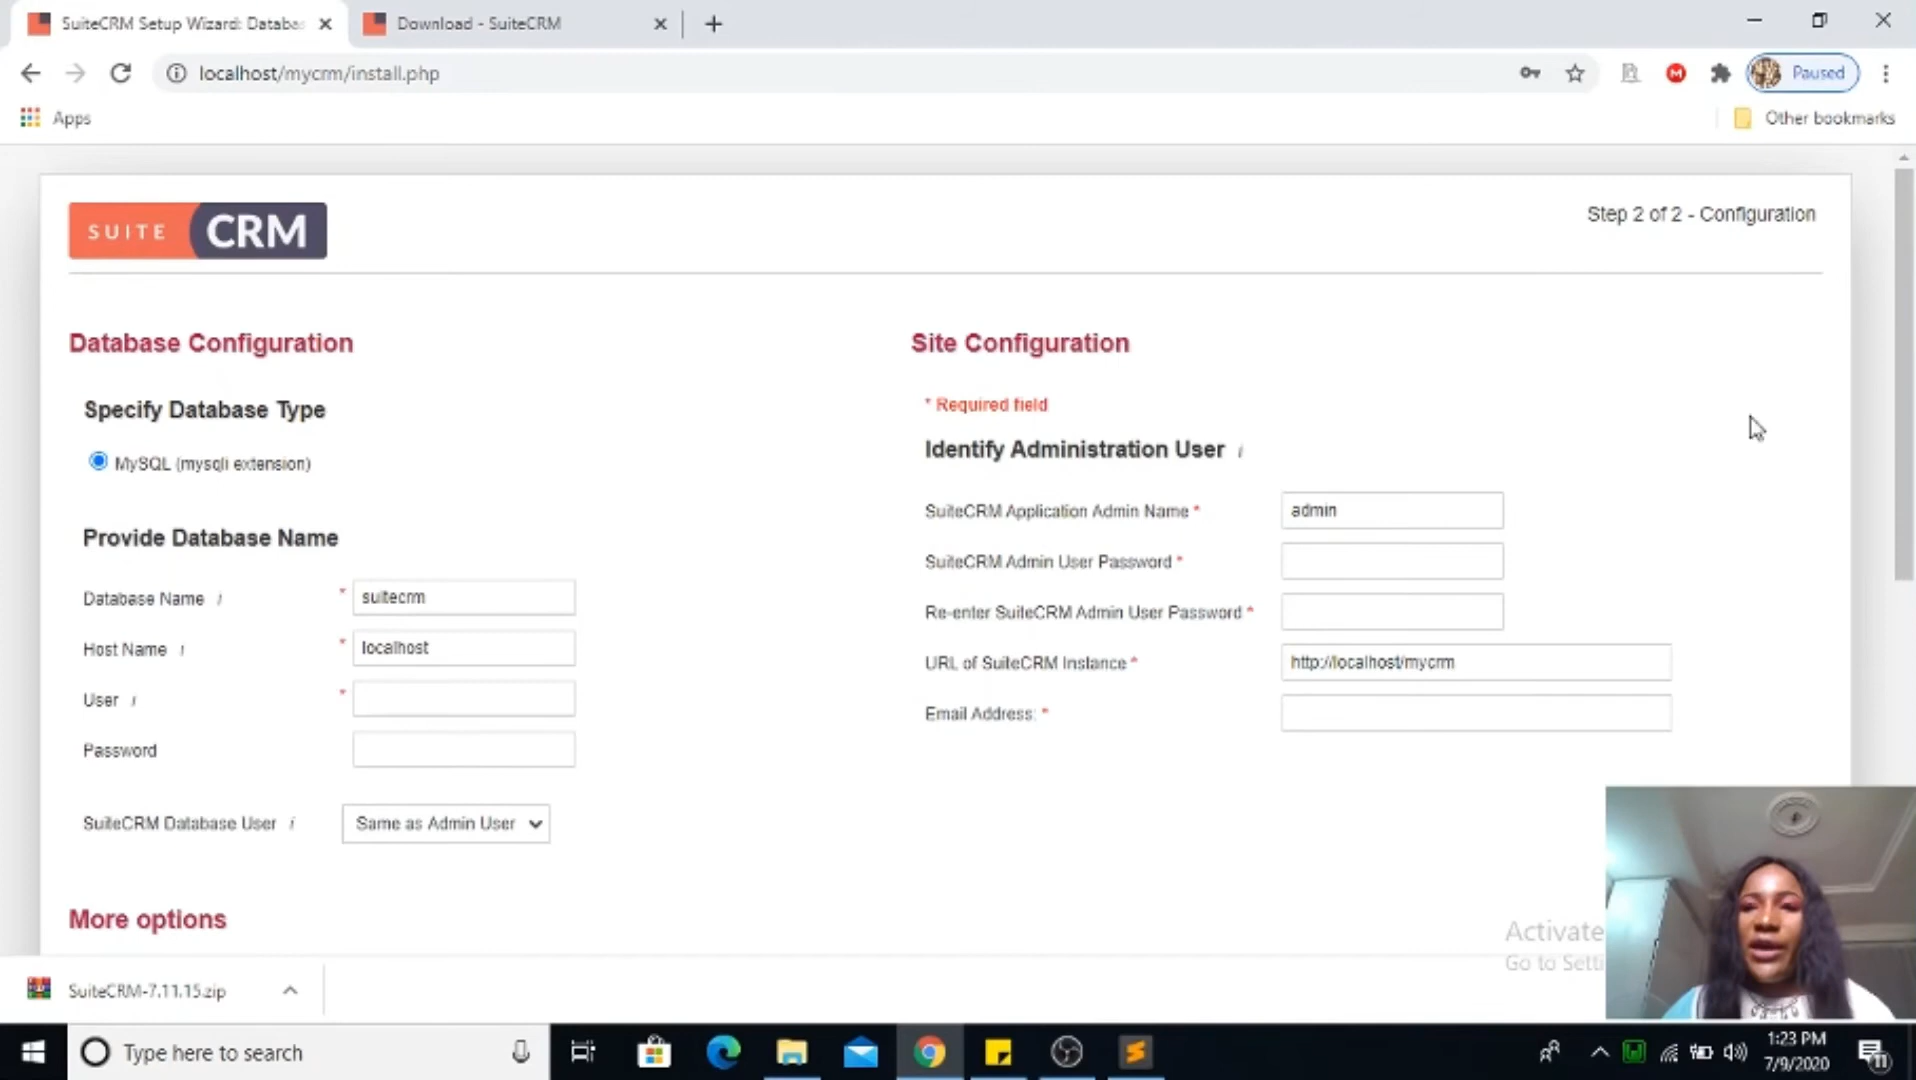 SuiteCRM Setup Wizard: Databas
Download - SuiteCRM
localhost/mycrm/install.php
Paused
Apps
Other bookmarks
SUITE CRM
Step 2 of 2 - Configuration
Database Configuration
Specify Database Type
MySQL (mysqli extension)
Provide Database Name
Database Name i * suitecrm
Host Name i * localhost
User i *
Password
SuiteCRM Database User i Same as Admin User
More options
Site Configuration
* Required field
Identify Administration User i
SuiteCRM Application Admin Name * admin
SuiteCRM Admin User Password *
Re-enter SuiteCRM Admin User Password *
URL of SuiteCRM Instance * http://localhost/mycrm
Email Address: *
Activate
Go to Setti
SuiteCRM-7.11.15.zip
Type here to search
1:23 PM
7/9/2020
11